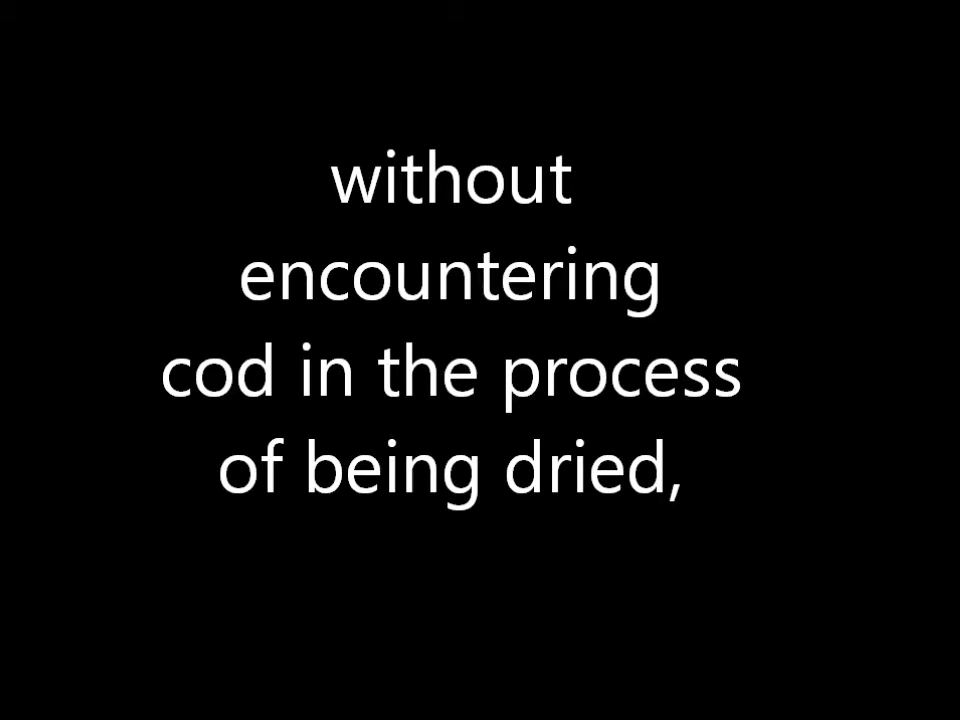 without
encountering
cod in the process
of being dried,